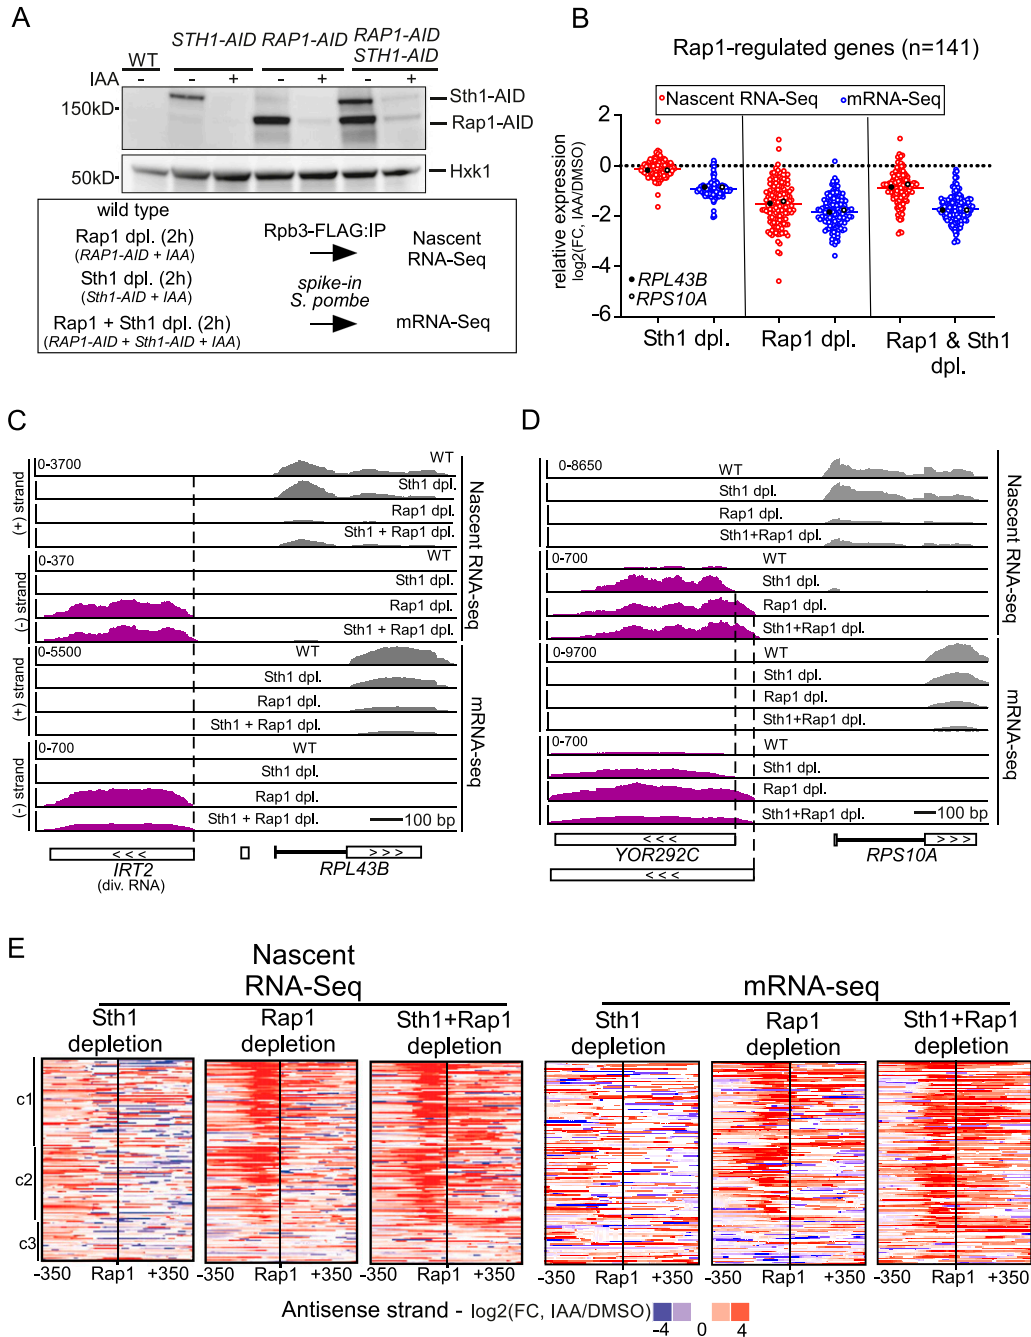 A
WT
STH1-AID
RAP1-AID
RAP1-AID
STH1-AID
IAA
- - + - + - +
150kD
Sth1-AID
Rap1-AID
50kD
Hxk1
wild type
Rap1 dpl. (2h)
(RAP1-AID + IAA)
Sth1 dpl. (2h)
(Sth1-AID + IAA)
Rap1 + Sth1 dpl. (2h)
(RAP1-AID + Sth1-AID + IAA)
Rpb3-FLAG:IP
spike-in
S. pombe
Nascent
RNA-Seq
mRNA-Seq
B
Rap1-regulated genes (n=141)
Nascent RNA-Seq
mRNA-Seq
relative expression
log2(FC, IAA/DMSO)
2
0
-2
-4
-6
RPL43B
RPS10A
Sth1 dpl.
Rap1 dpl.
Rap1 & Sth1
dpl.
C
(+) strand
0-3700
WT
Sth1 dpl.
Rap1 dpl.
Sth1 + Rap1 dpl.
(-) strand
0-370
WT
Sth1 dpl.
Rap1 dpl.
Sth1 + Rap1 dpl.
Nascent RNA-seq
(+) strand
0-5500
WT
Sth1 dpl.
Rap1 dpl.
Sth1 + Rap1 dpl.
(-) strand
0-700
WT
Sth1 dpl.
Rap1 dpl.
Sth1 + Rap1 dpl.
100 bp
mRNA-seq
<<<
IRT2
(div. RNA)
>>>
RPL43B
D
0-8650
WT
Sth1 dpl.
Rap1 dpl.
Sth1+Rap1 dpl.
0-700
WT
Sth1 dpl.
Rap1 dpl.
Sth1+Rap1 dpl.
Nascent RNA-seq
0-9700
WT
Sth1 dpl.
Rap1 dpl.
Sth1+Rap1 dpl.
0-700
WT
Sth1 dpl.
Rap1 dpl.
Sth1+Rap1 dpl.
100 bp
mRNA-seq
<<<
YOR292C
<<<
>>>
RPS10A
E
Nascent
RNA-Seq
mRNA-seq
Sth1
depletion
Rap1
depletion
Sth1+Rap1
depletion
Sth1
depletion
Rap1
depletion
Sth1+Rap1
depletion
c1
c2
c3
-350 Rap1 +350
-350 Rap1 +350
-350 Rap1 +350
-350 Rap1 +350
-350 Rap1 +350
-350 Rap1 +350
Antisense strand - log2(FC, IAA/DMSO)
-4 0 4